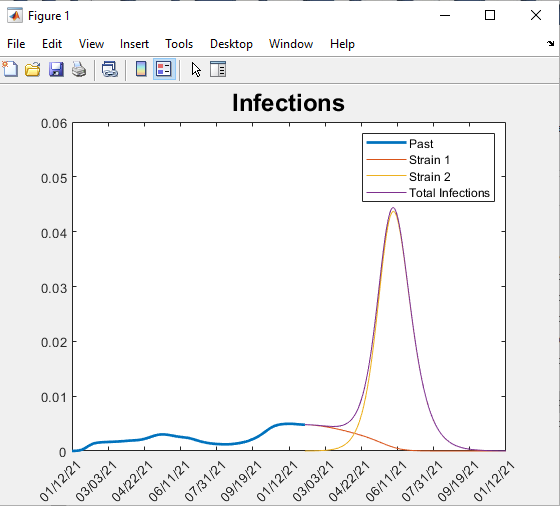 Figure 1
File Edit View Insert Tools Desktop Window Help
Infections
0.06
0.05
0.04
0.03
0.02
0.01
0
Past
Strain 1
Strain 2
Total Infections
01/12/21 03/03/21 04/22/21 06/11/21 07/31/21 09/19/21 01/12/21 03/03/21 04/22/21 06/11/21 07/31/21 09/19/21 01/12/21